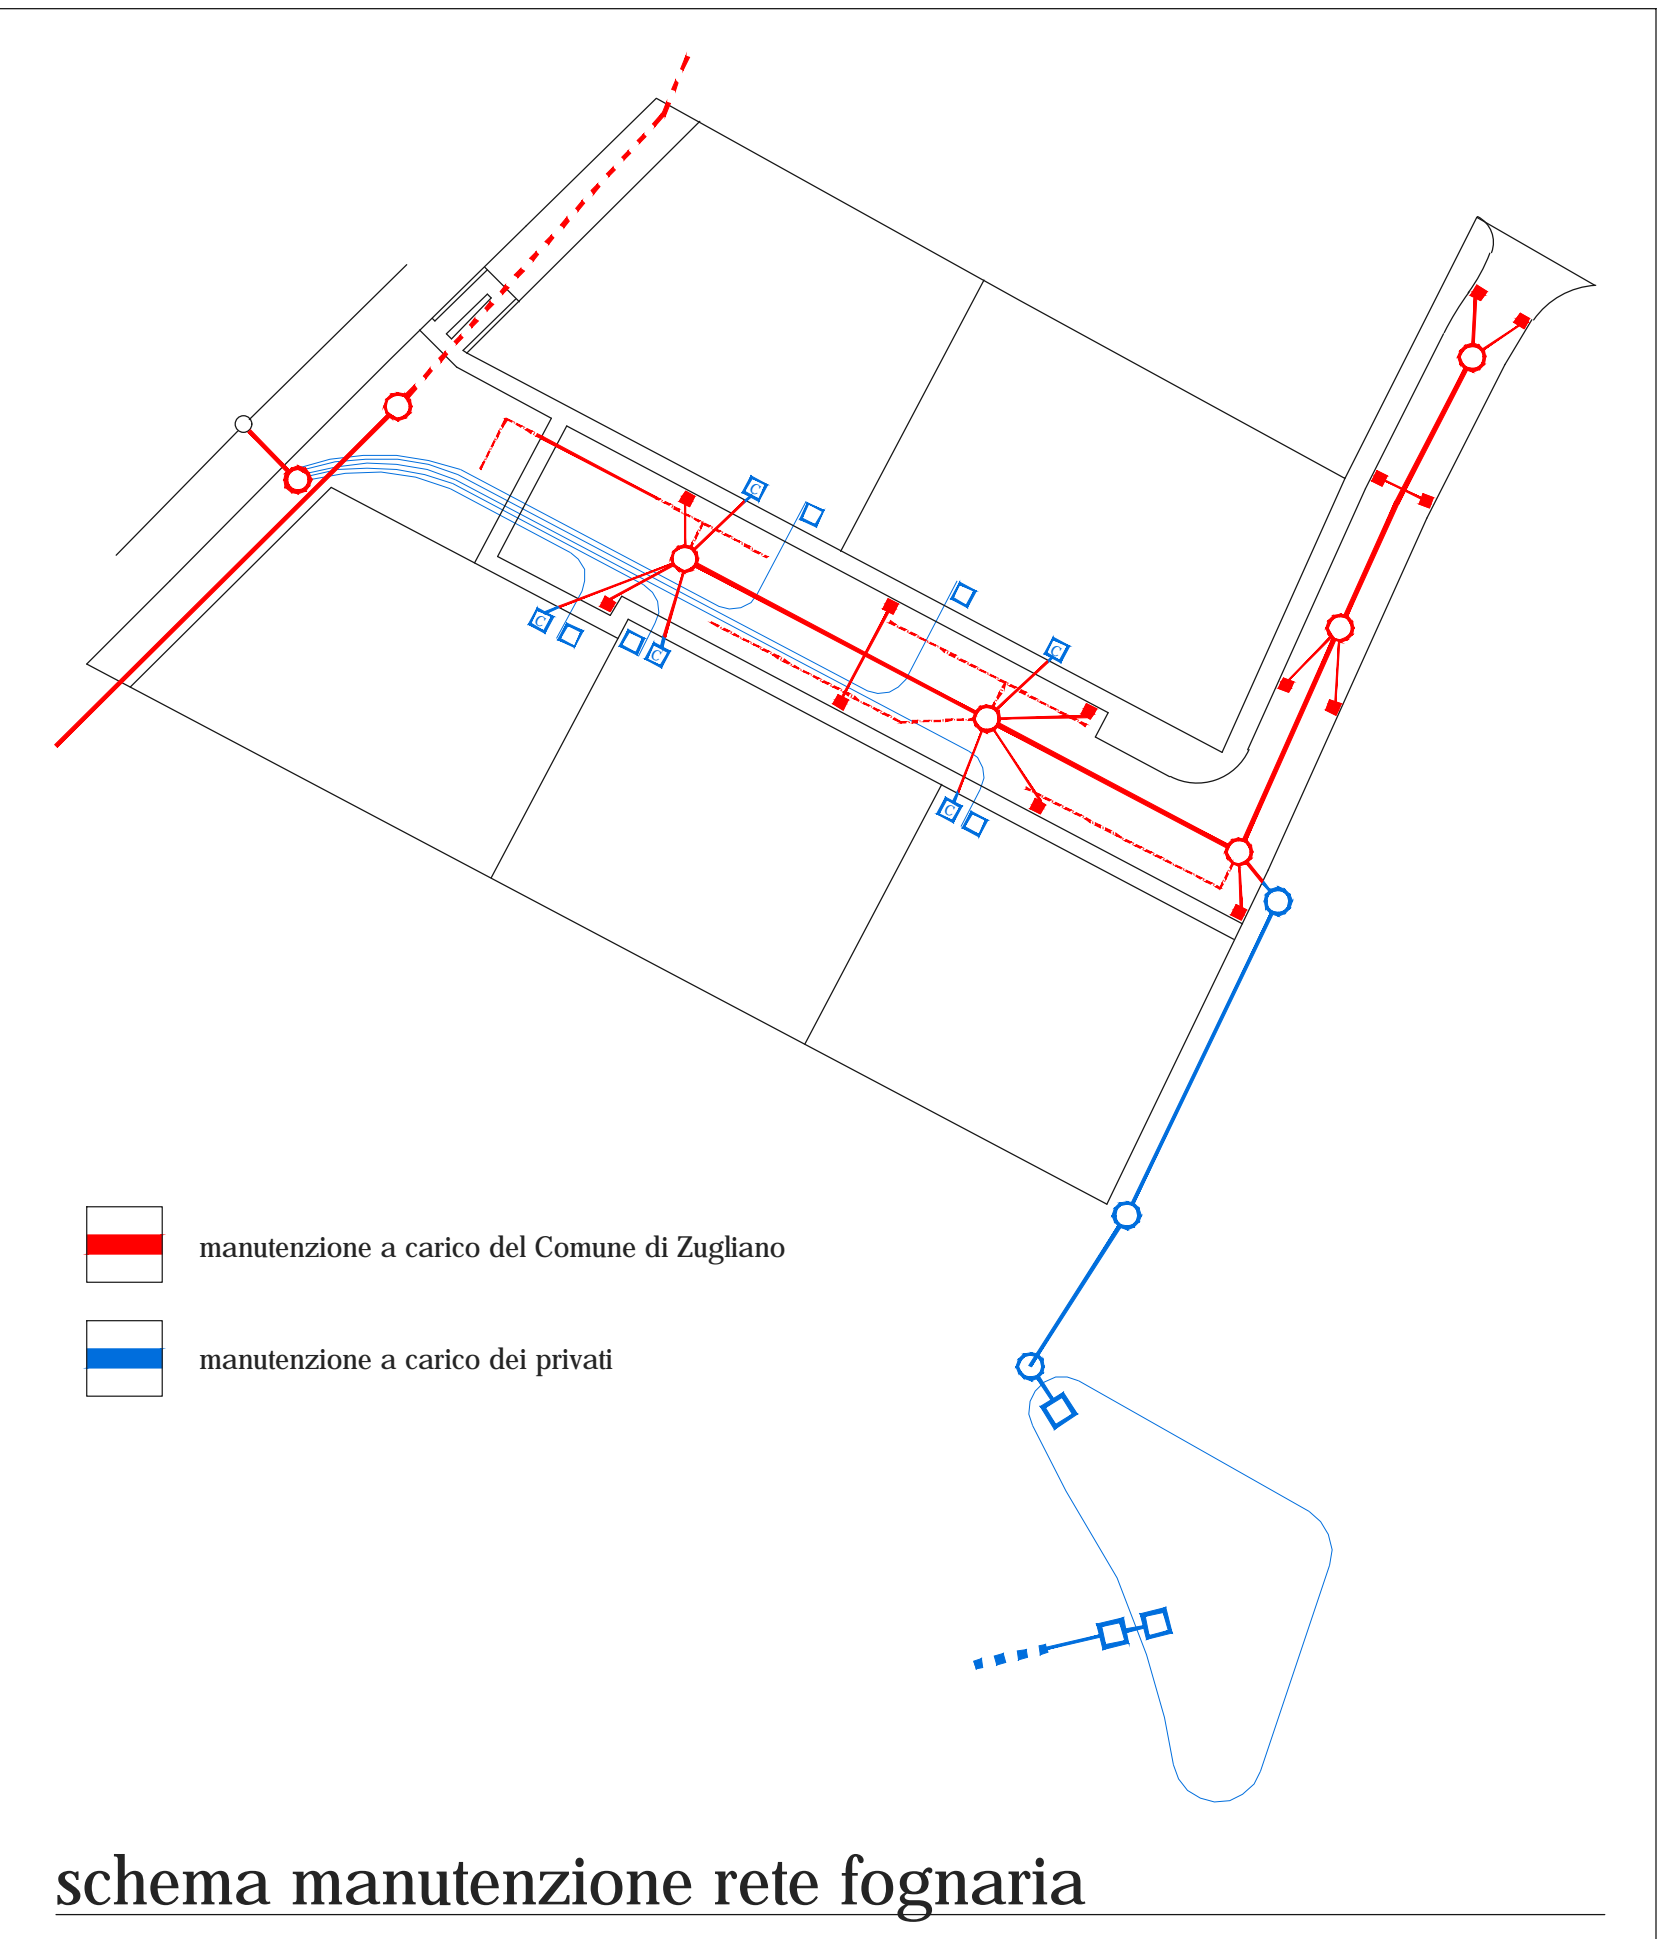 C
C
C
C
C
manutenzione a carico del Comune di Zugliano
manutenzione a carico dei privati
schema manutenzione rete fognaria